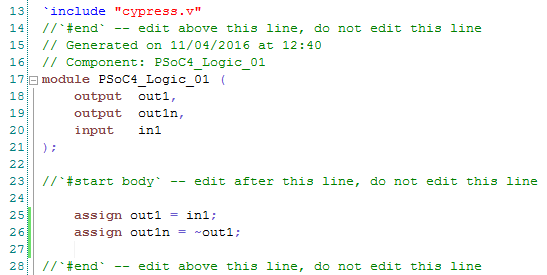 13 `include "cypress.v"
14 //`#end` -- edit above this line, do not edit this line
15 // Generated on 11/04/2016 at 12:40
16 // Component: PSoC4_Logic_01
17 module PSoC4_Logic_01 (
18     output  out1,
19     output  out1n,
20     input   in1
21 );
22
23 //`#start body` -- edit after this line, do not edit this line
24
25     assign out1 = in1;
26     assign out1n = ~out1;
27
28 //`#end` -- edit above this line, do not edit this line